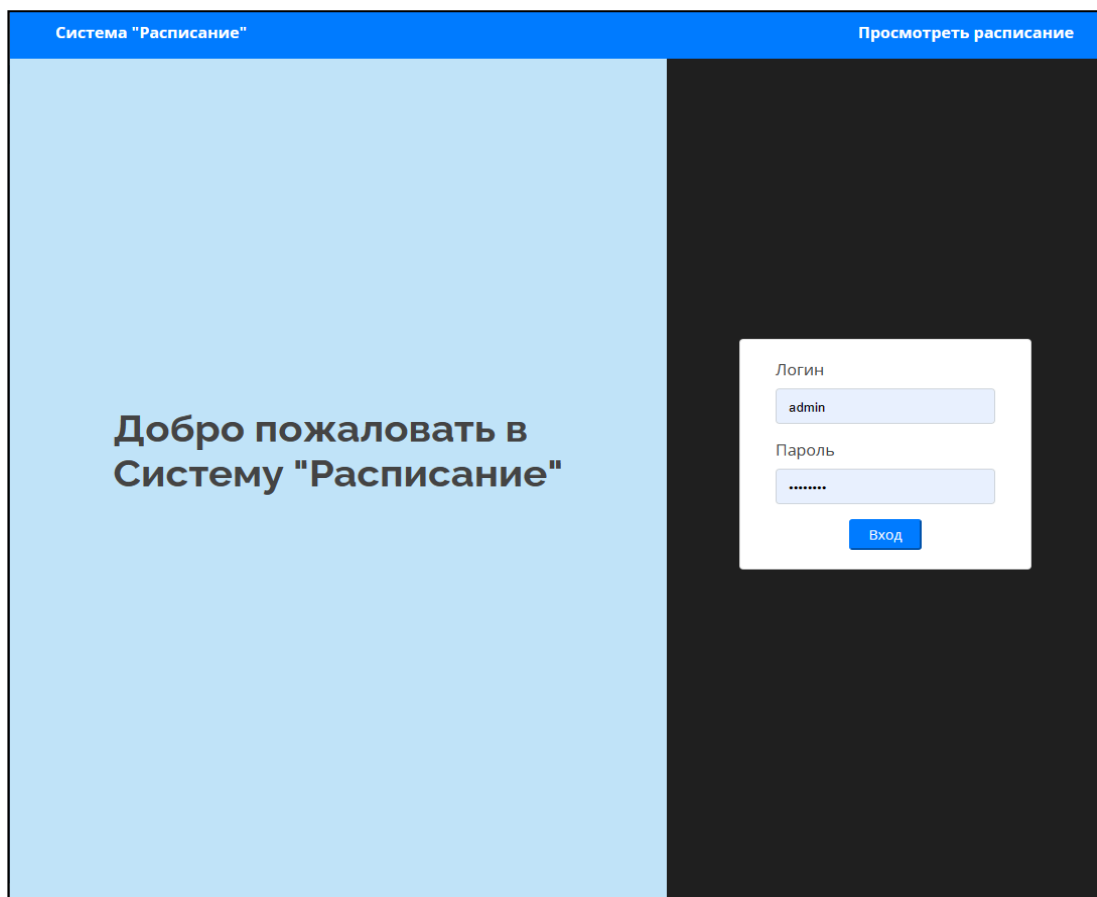 Система "Расписание"
Просмотреть расписание
Добро пожаловать в
Систему "Расписание"
Логин
admin
Пароль
••••••••
Вход